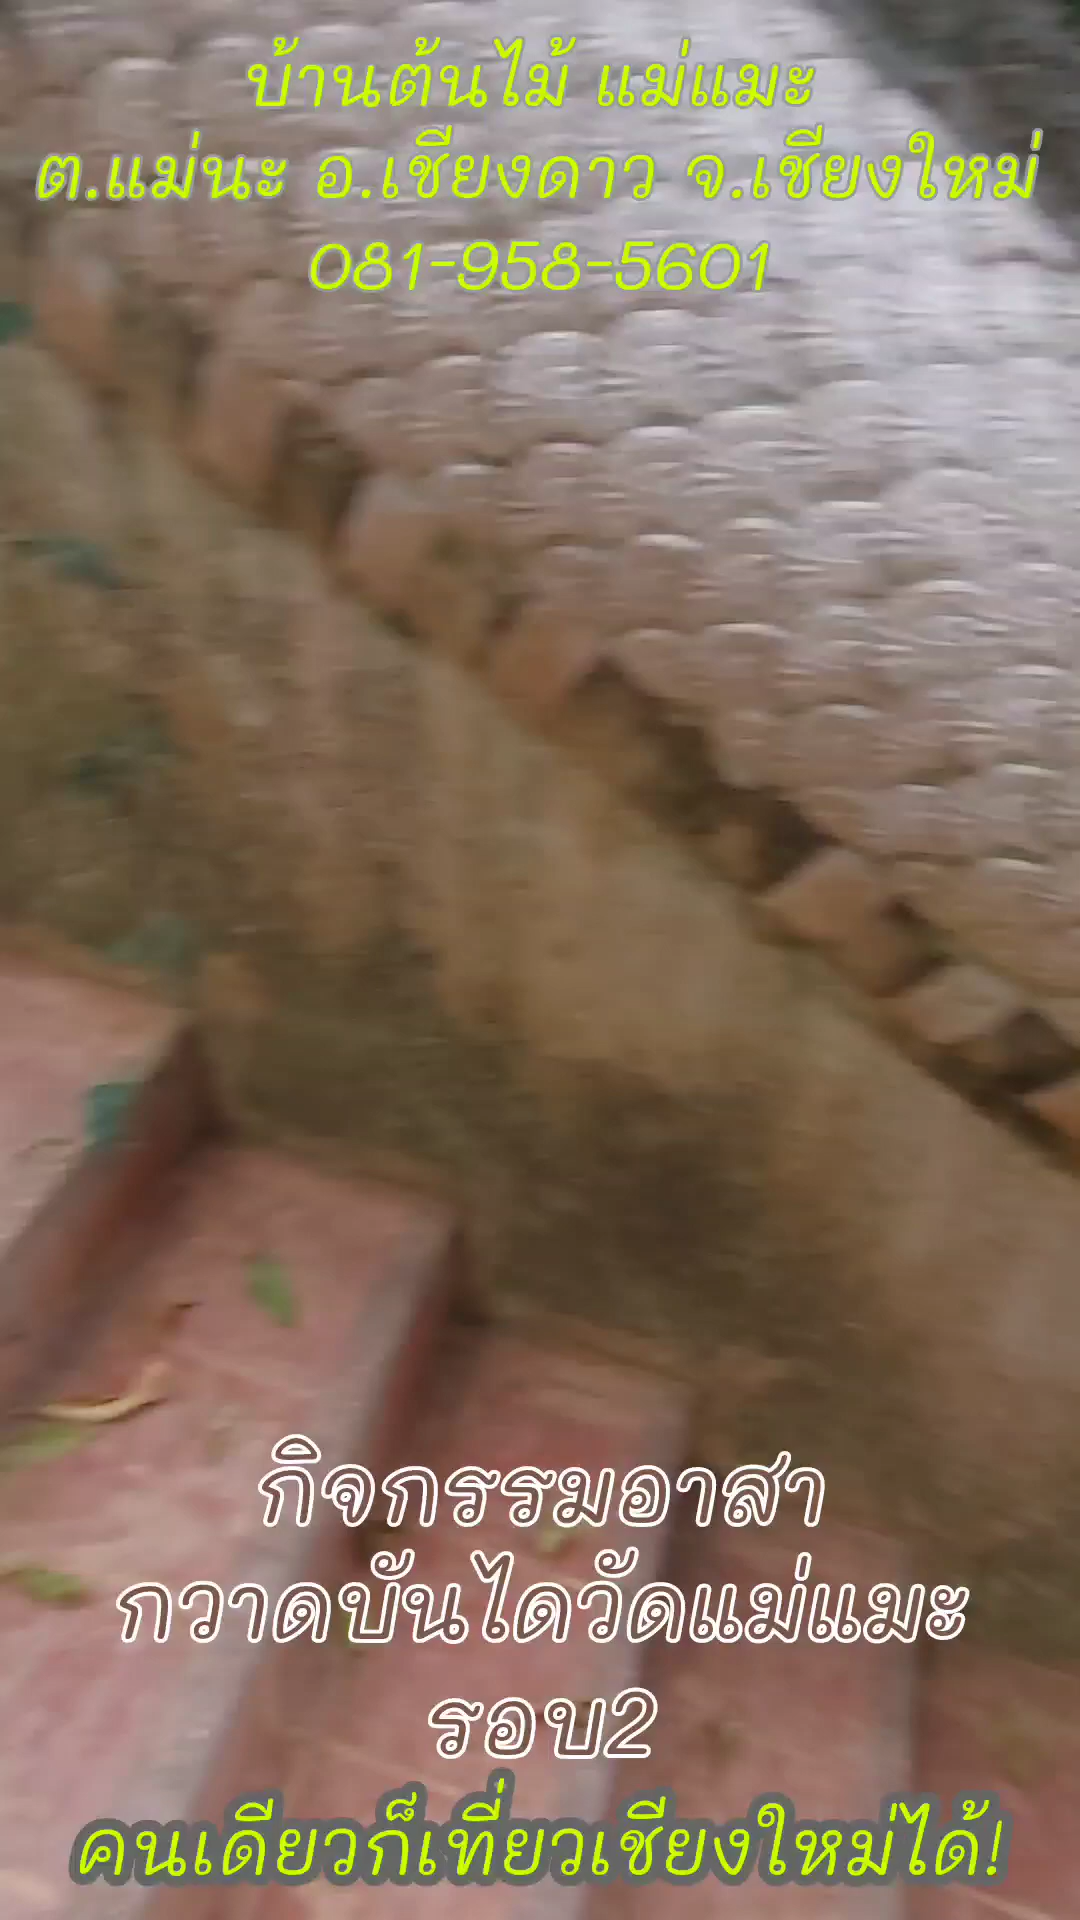 บ้านต้นไม้ แม่แมะ
ต.แม่นะ อ.เชียงดาว จ.เชียงใหม่
081-958-5601
กิจกรรมอาสา
กวาดบันไดวัดแม่แมะ
รอบ2
คนเดียวก็เที่ยวเชียงใหม่ได้!